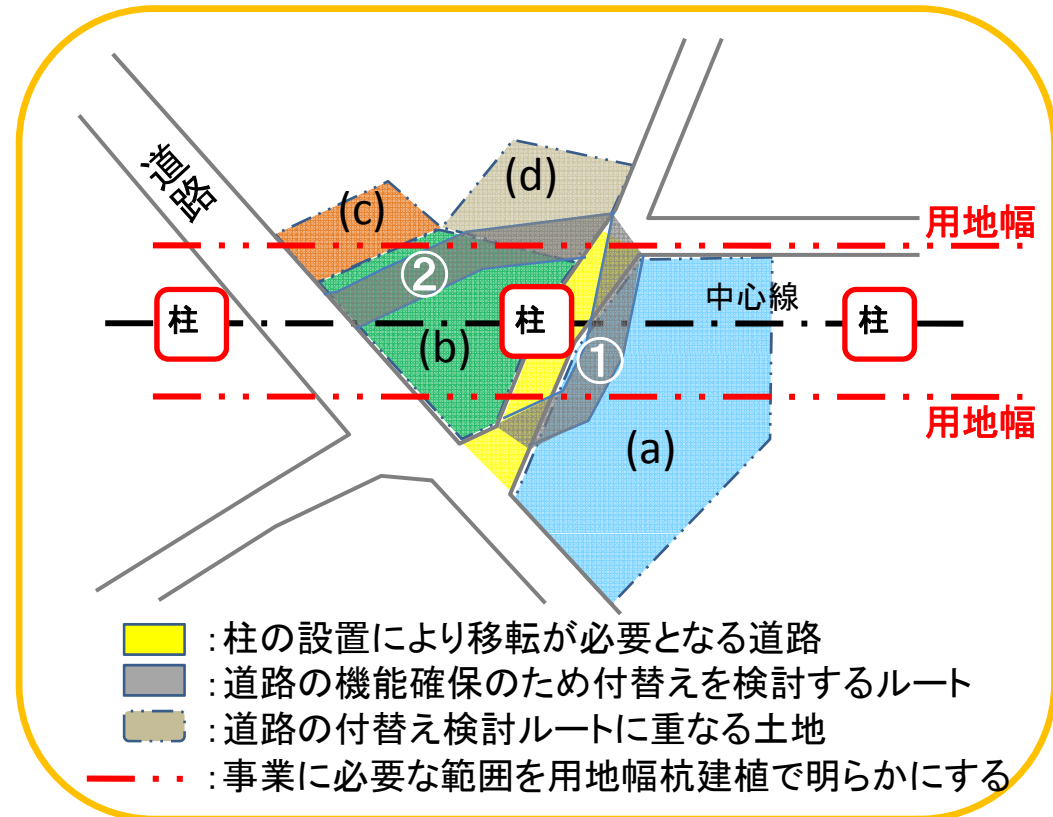 道路
(c)
(d)
用地幅
②
中心線
柱
柱
柱
(b)
①
用地幅
(a)
：柱の設置により移転が必要となる道路
：道路の機能確保のため付替えを検討するルート
：道路の付替え検討ルートに重なる土地
：事業に必要な範囲を用地幅杭建植で明らかにする